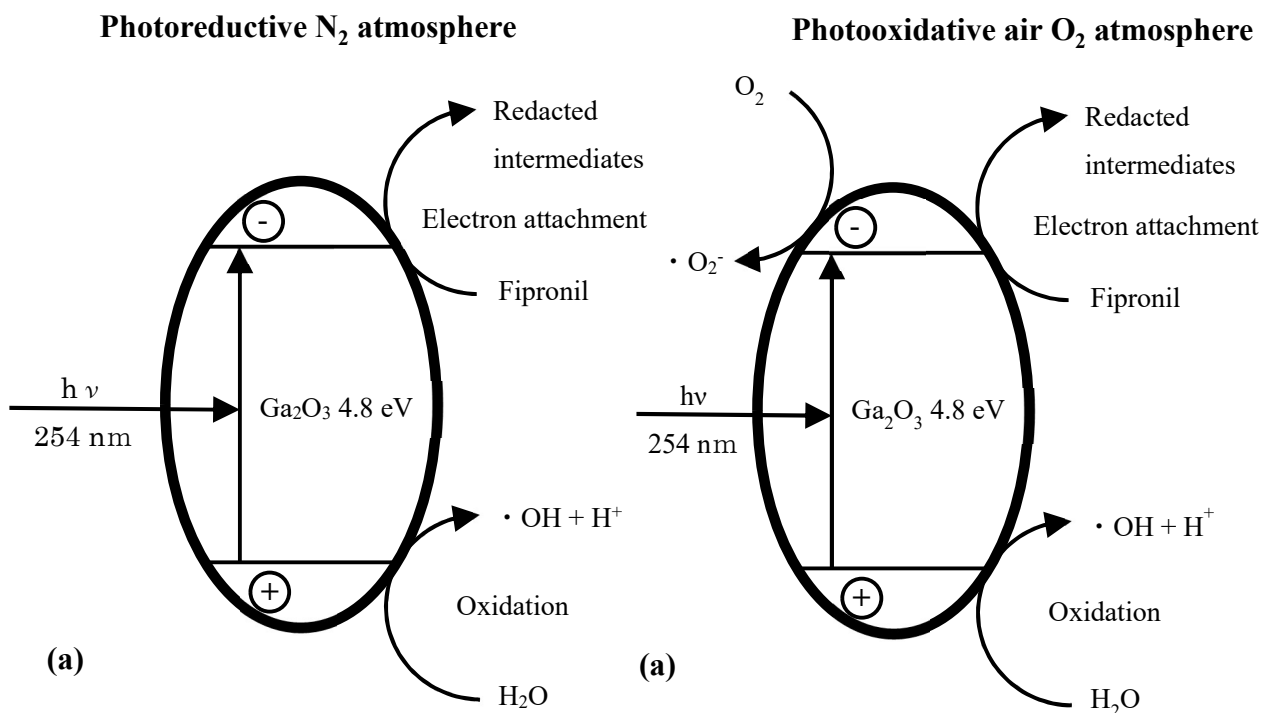 Photoreductive N₂ atmosphere
Redacted
intermediates
Electron attachment
-
Fipronil
hν
254 nm
Ga₂O₃ 4.8 eV
· OH + H⁺
+
Oxidation
(a)
H₂O
Photooxidative air O₂ atmosphere
O₂
Redacted
intermediates
Electron attachment
-
· O₂⁻
Fipronil
hν
254 nm
Ga₂O₃ 4.8 eV
· OH + H⁺
+
Oxidation
(a)
H₂O